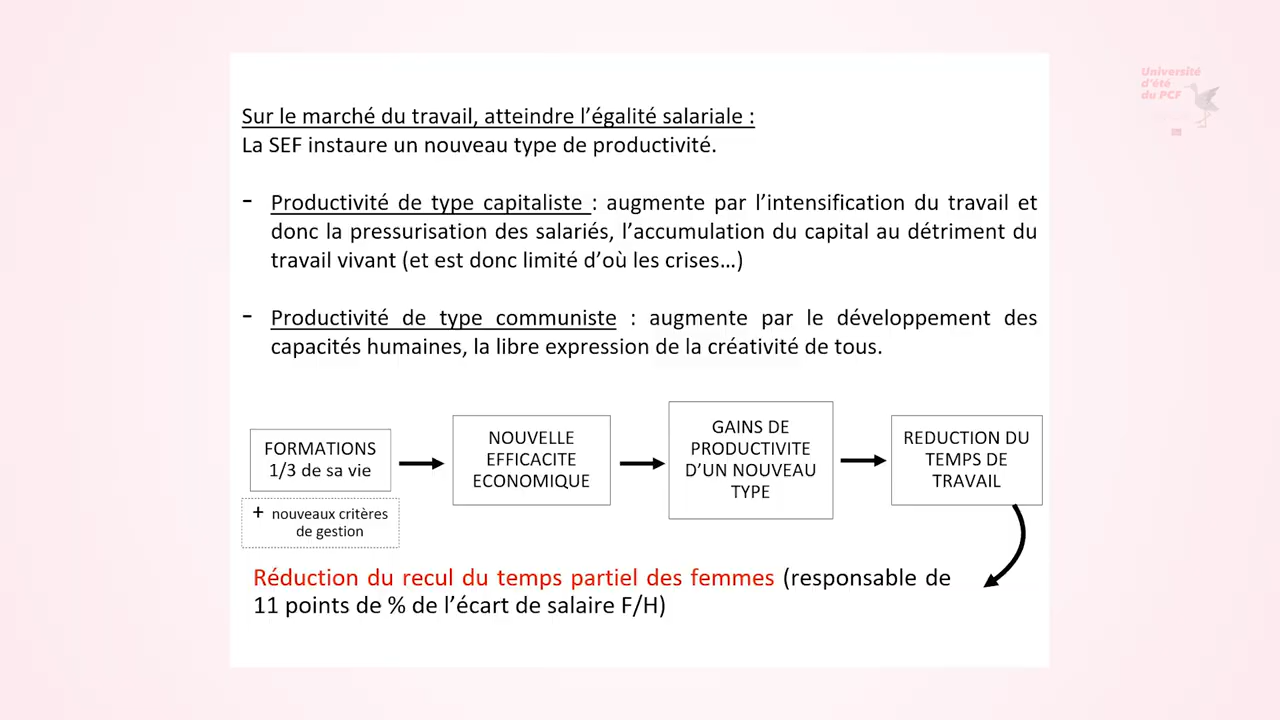 Université
d'été
du PCF
Sur le marché du travail, atteindre l'égalité salariale :
La SEF instaure un nouveau type de productivité.
- Productivité de type capitaliste : augmente par l'intensification du travail et
donc la pressurisation des salariés, l'accumulation du capital au détriment du
travail vivant (et est donc limité d'où les crises…)
- Productivité de type communiste : augmente par le développement des
capacités humaines, la libre expression de la créativité de tous.
FORMATIONS
1/3 de sa vie
+ nouveaux critères
de gestion
NOUVELLE
EFFICACITE
ECONOMIQUE
GAINS DE
PRODUCTIVITE
D'UN NOUVEAU
TYPE
REDUCTION DU
TEMPS DE
TRAVAIL
Réduction du recul du temps partiel des femmes (responsable de
11 points de % de l'écart de salaire F/H)